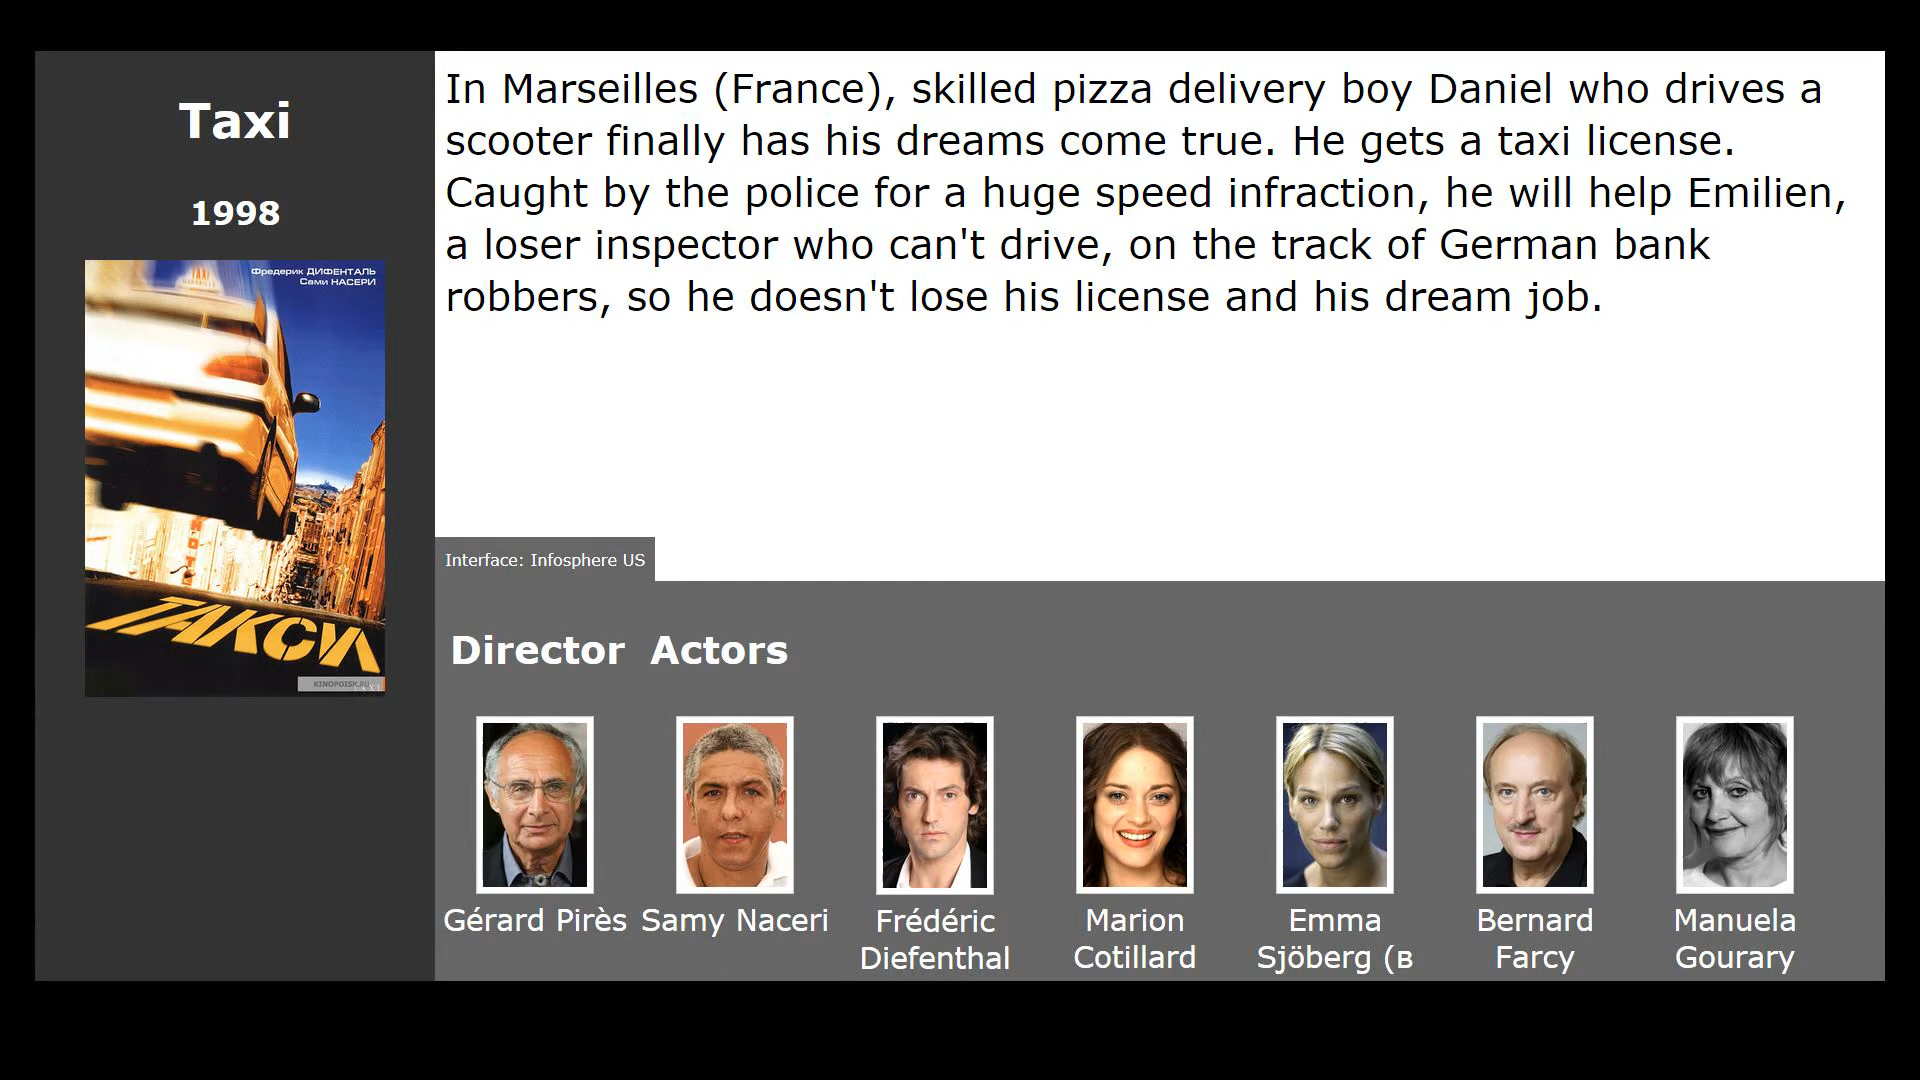 Taxi
1998
Фредерик ДИФЕНТАЛЬ
Сами НАСЕРИ
TAXI
ТАКСИ
KINOPOISK.RU
In Marseilles (France), skilled pizza delivery boy Daniel who drives a
scooter finally has his dreams come true. He gets a taxi license.
Caught by the police for a huge speed infraction, he will help Emilien,
a loser inspector who can't drive, on the track of German bank
robbers, so he doesn't lose his license and his dream job.
Interface: Infosphere US
Director Actors
Gérard Pirès
Samy Naceri
Frédéric
Diefenthal
Marion
Cotillard
Emma
Sjöberg (в
Bernard
Farcy
Manuela
Gourary